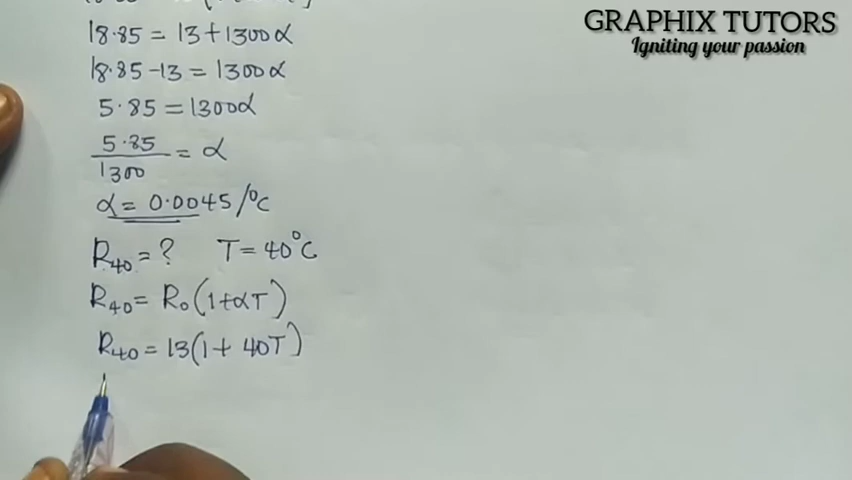 GRAPHIX TUTORS
Igniting your passion
18.85 = 13 + 1300α
18.85 - 13 = 1300α
5.85 = 1300α
5.85/1300 = α
α = 0.0045/°C
R₄₀ = ? T = 40°C
R₄₀ = R₀(1+αT)
R₄₀ = 13(1+ 40T)